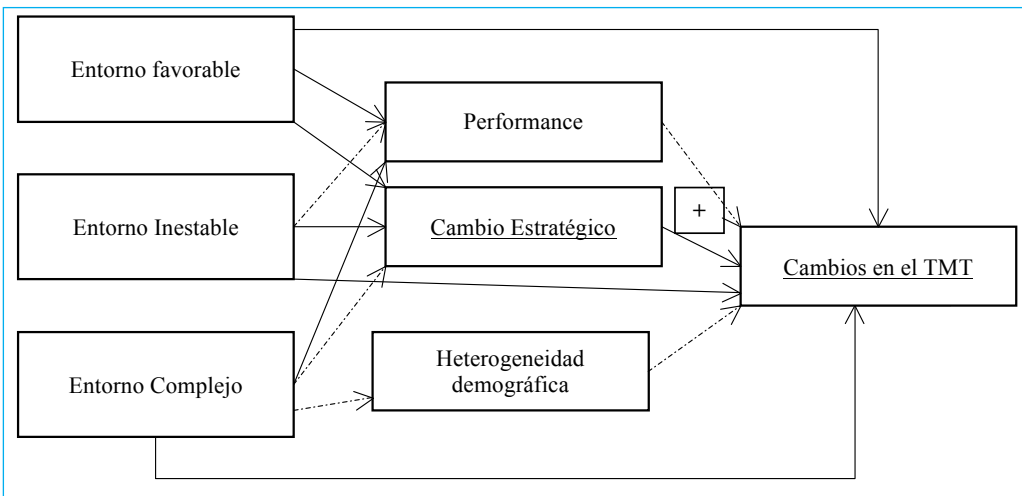 Entorno favorable
Performance
Entorno Inestable
Cambio Estratégico
+
Cambios en el TMT
Entorno Complejo
Heterogeneidad
demográfica